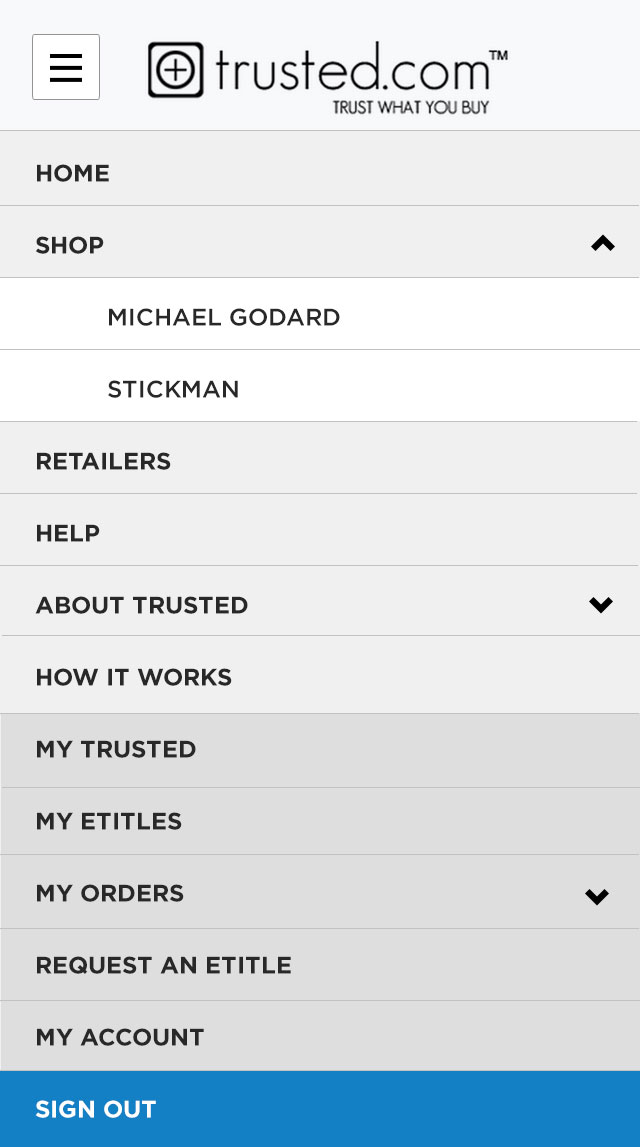 trusted.com™
TRUST WHAT YOU BUY
HOME
SHOP
MICHAEL GODARD
STICKMAN
RETAILERS
HELP
ABOUT TRUSTED
HOW IT WORKS
MY TRUSTED
MY ETITLES
MY ORDERS
REQUEST AN ETITLE
MY ACCOUNT
SIGN OUT